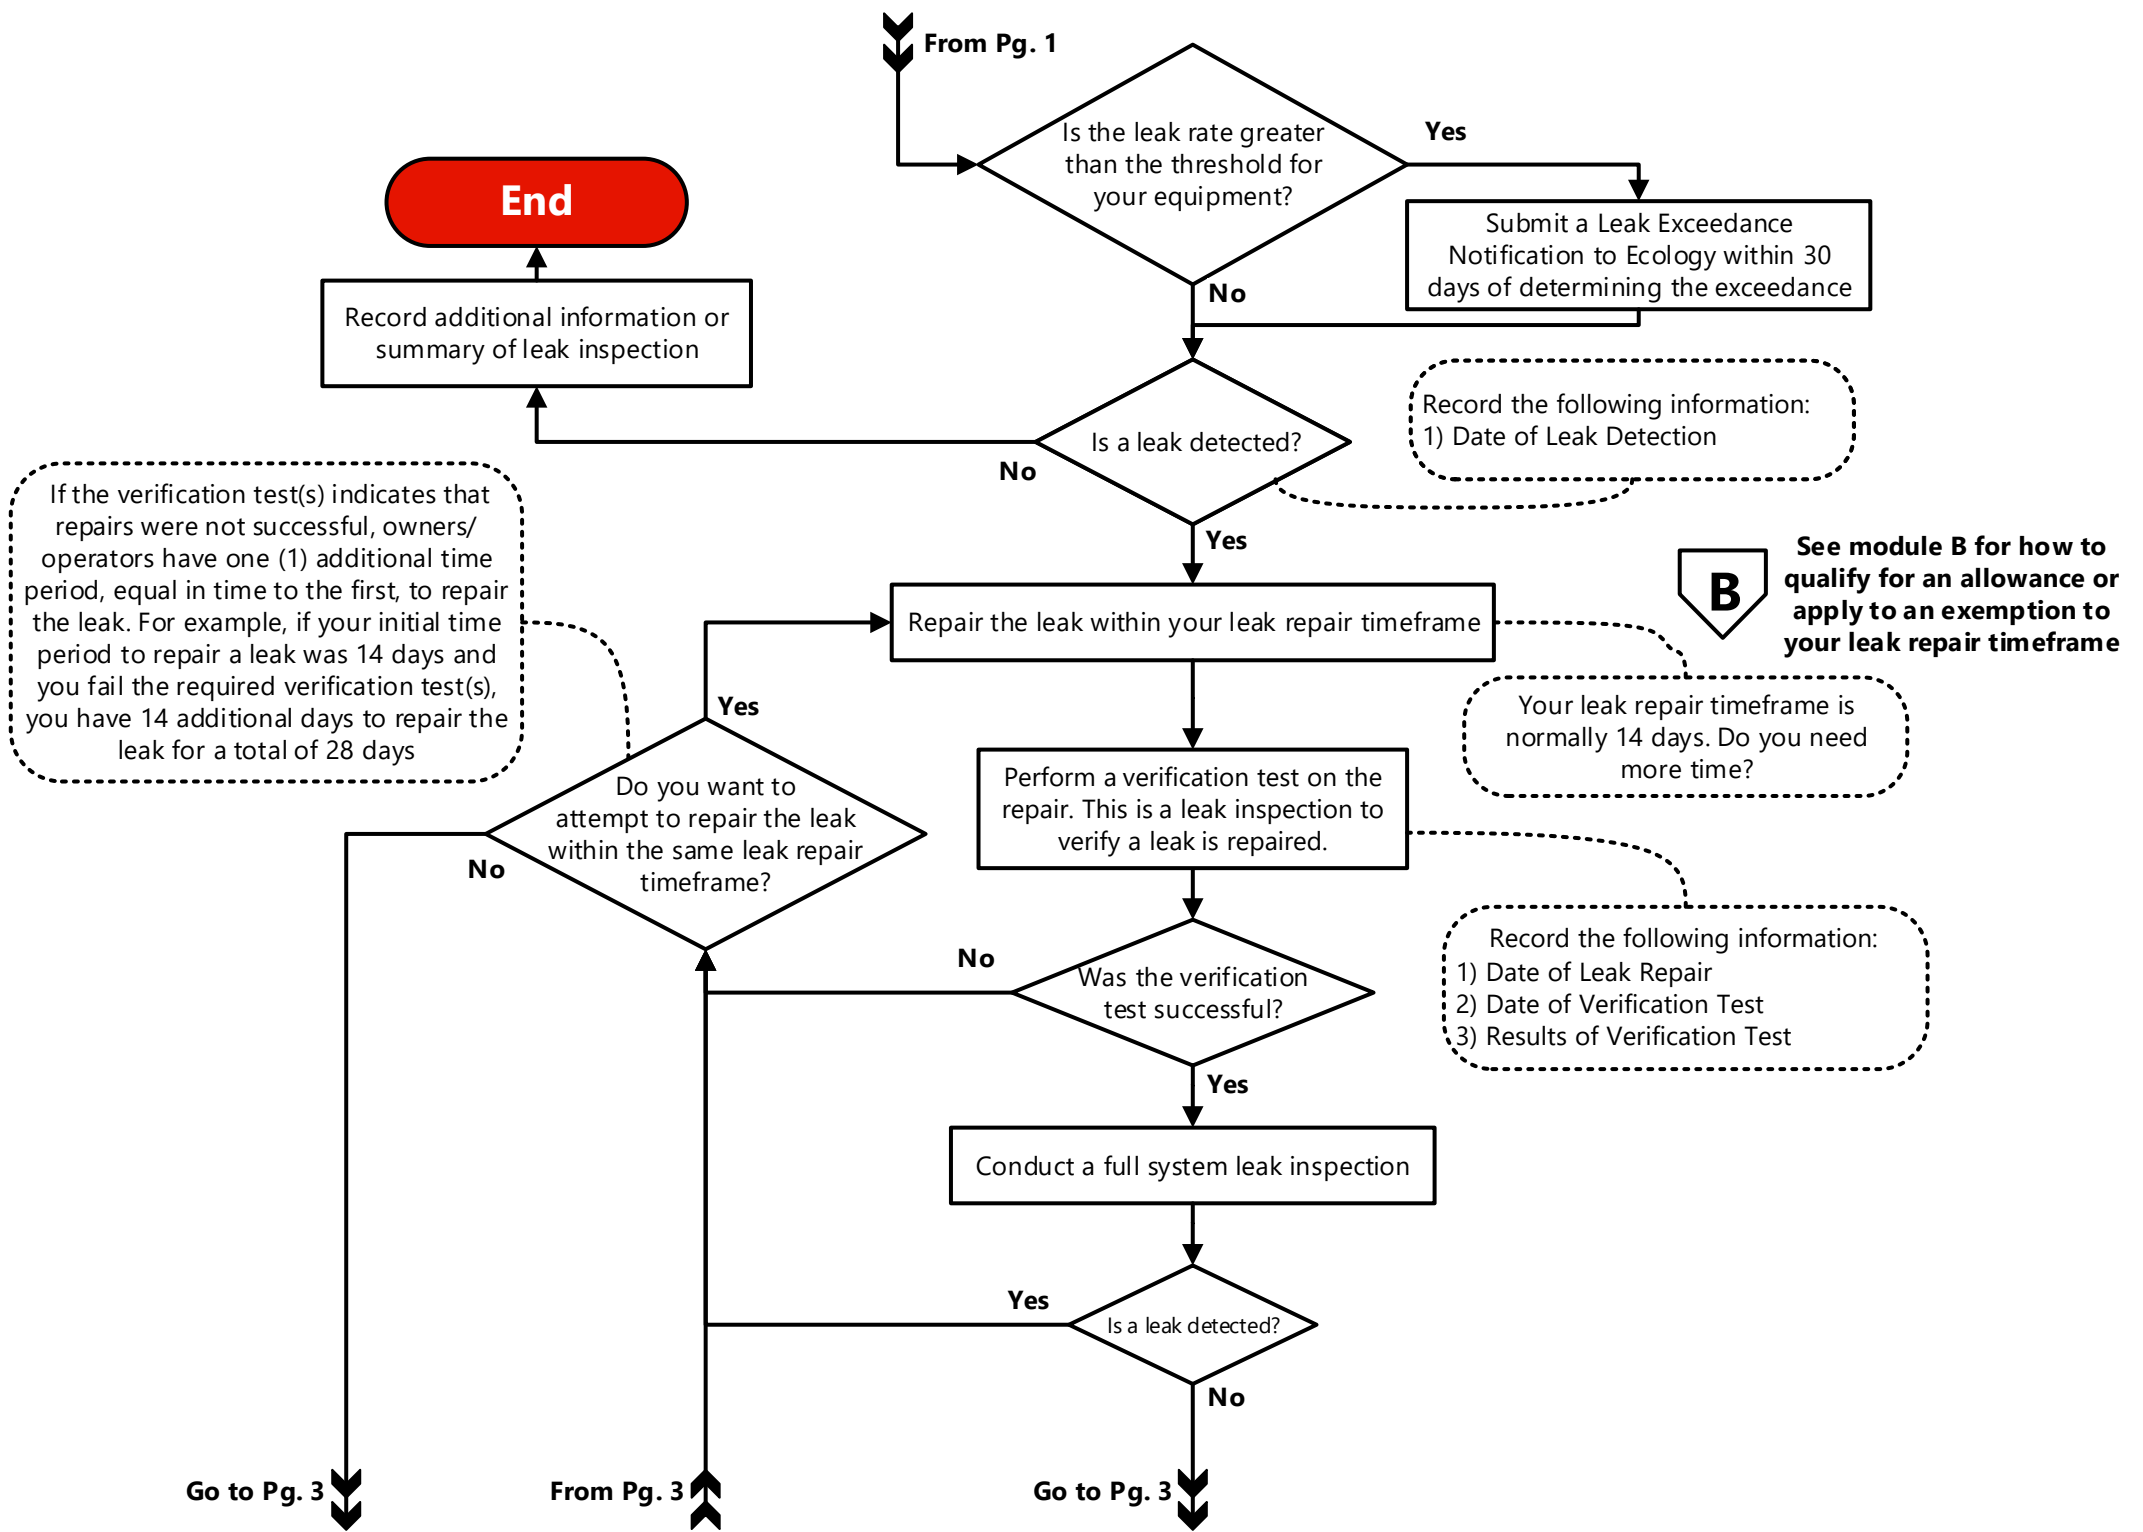 From Pg. 1
Is the leak rate greater
than the threshold for
your equipment?
Yes
No
Submit a Leak Exceedance
Notification to Ecology within 30
days of determining the exceedance
End
Record additional information or
summary of leak inspection
Is a leak detected?
No
Yes
Record the following information:
1) Date of Leak Detection
If the verification test(s) indicates that
repairs were not successful, owners/
operators have one (1) additional time
period, equal in time to the first, to repair
the leak. For example, if your initial time
period to repair a leak was 14 days and
you fail the required verification test(s),
you have 14 additional days to repair the
leak for a total of 28 days
B
See module B for how to
qualify for an allowance or
apply to an exemption to
your leak repair timeframe
Repair the leak within your leak repair timeframe
Your leak repair timeframe is
normally 14 days. Do you need
more time?
Yes
Do you want to
attempt to repair the leak
within the same leak repair
timeframe?
No
Perform a verification test on the
repair. This is a leak inspection to
verify a leak is repaired.
Record the following information:
1) Date of Leak Repair
2) Date of Verification Test
3) Results of Verification Test
No
Was the verification
test successful?
Yes
Conduct a full system leak inspection
Yes
Is a leak detected?
No
Go to Pg. 3
From Pg. 3
Go to Pg. 3